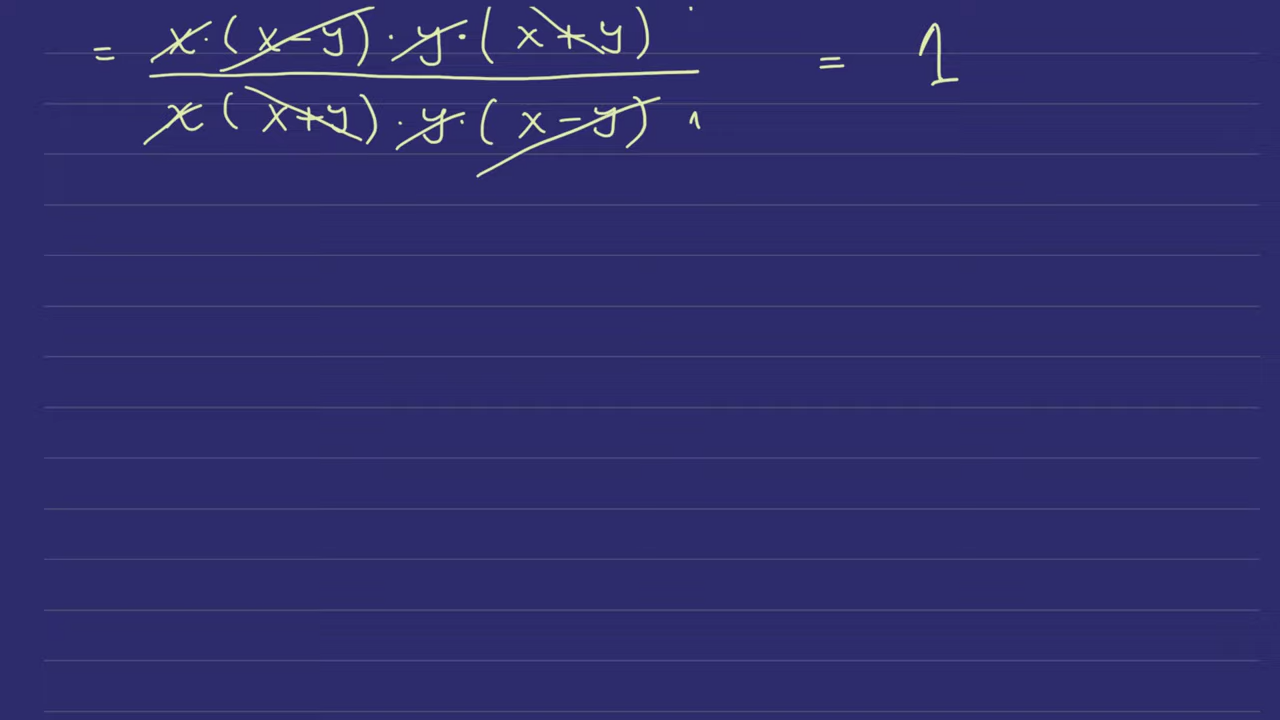 = x·(x-y)·y·(x+y) = 1
x(x+y)·y·(x-y)